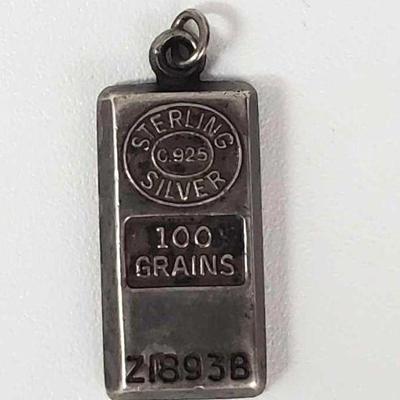 STERLING
0.925
SILVER
100
GRAINS
Z1893B